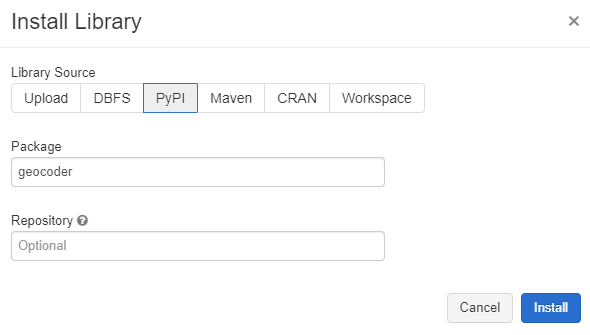 Install Library ×
Library Source
Upload DBFS PyPI Maven CRAN Workspace
Package
geocoder
Repository ?
Optional
Cancel Install